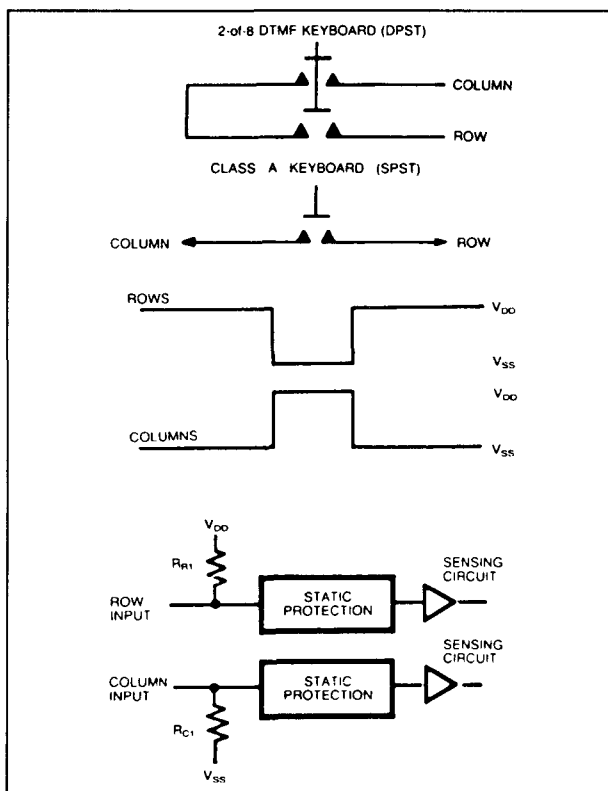 2-of-8 DTMF KEYBOARD (DPST)
COLUMN
ROW
CLASS A KEYBOARD (SPST)
COLUMN
ROW
ROWS
VDD
VSS
VDD
COLUMNS
VSS
VDD
RR1
ROW
INPUT
STATIC
PROTECTION
SENSING
CIRCUIT
COLUMN
INPUT
STATIC
PROTECTION
SENSING
CIRCUIT
RC1
VSS